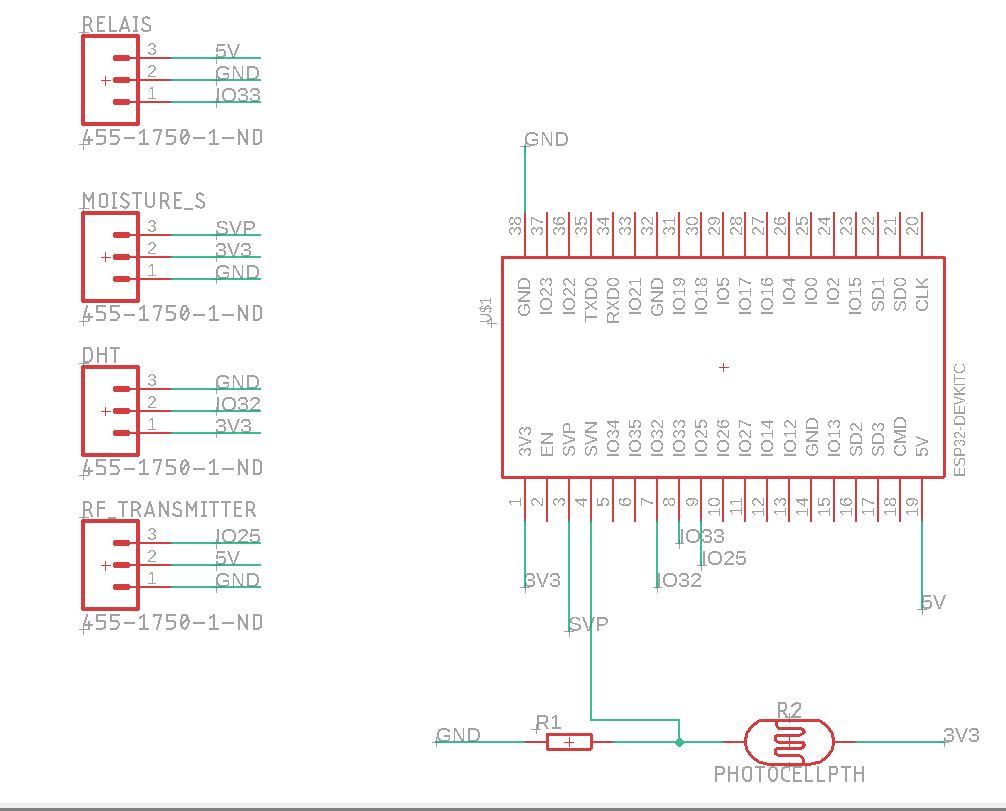 RELAIS
3 5V
2 GND
1 IO33
455-1750-1-ND
MOISTURE_S
3 SVP
2 3V3
1 GND
455-1750-1-ND
DHT
3 GND
2 IO32
1 3V3
455-1750-1-ND
RF_TRANSMITTER
3 IO25
2 5V
1 GND
455-1750-1-ND
GND
38 37 36 35 34 33 32 31 30 29 28 27 26 25 24 23 22 21 20
GND IO23 IO22 TXD0 RXD0 IO21 GND IO19 IO18 IO5 IO17 IO16 IO4 IO0 IO2 IO15 SD1 SD0 CLK
U$1
3V3 EN SVP SVN IO34 IO35 IO32 IO33 IO25 IO26 IO27 IO14 IO12 GND IO13 SD2 SD3 CMD 5V
ESP32-DEVKITC
1 2 3 4 5 6 7 8 9 10 11 12 13 14 15 16 17 18 19
IO33
IO25
3V3
IO32
5V
SVP
R1
R2
GND
3V3
PHOTOCELLPTH